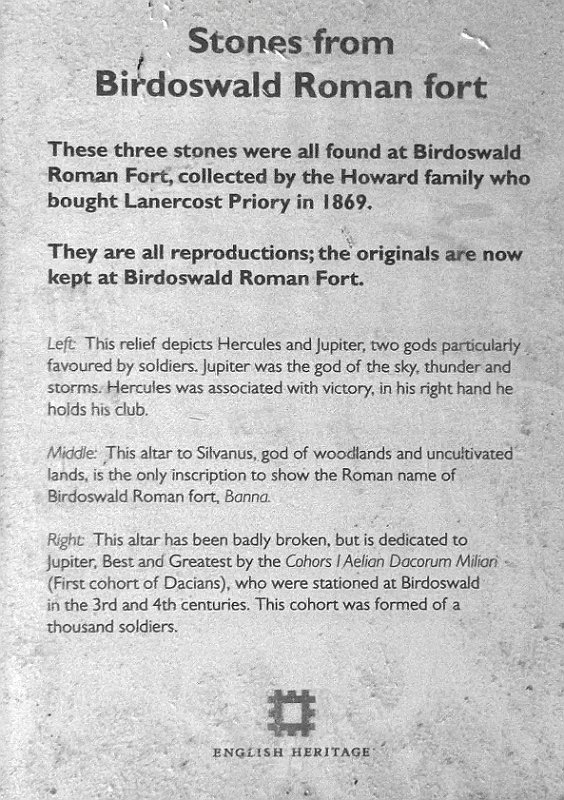 Stones from
Birdoswald Roman fort
These three stones were all found at Birdoswald
Roman Fort, collected by the Howard family who
bought Lanercost Priory in 1869.
They are all reproductions; the originals are now
kept at Birdoswald Roman Fort.
Left: This relief depicts Hercules and Jupiter, two gods particularly
favoured by soldiers. Jupiter was the god of the sky, thunder and
storms. Hercules was associated with victory, in his right hand he
holds his club.
Middle: This altar to Silvanus, god of woodlands and uncultivated
lands, is the only inscription to show the Roman name of
Birdoswald Roman fort, Banna.
Right: This altar has been badly broken, but is dedicated to
Jupiter, Best and Greatest by the Cohors I Aelian Dacorum Miliari
(First cohort of Dacians), who were stationed at Birdoswald
in the 3rd and 4th centuries. This cohort was formed of a
thousand soldiers.
ENGLISH HERITAGE